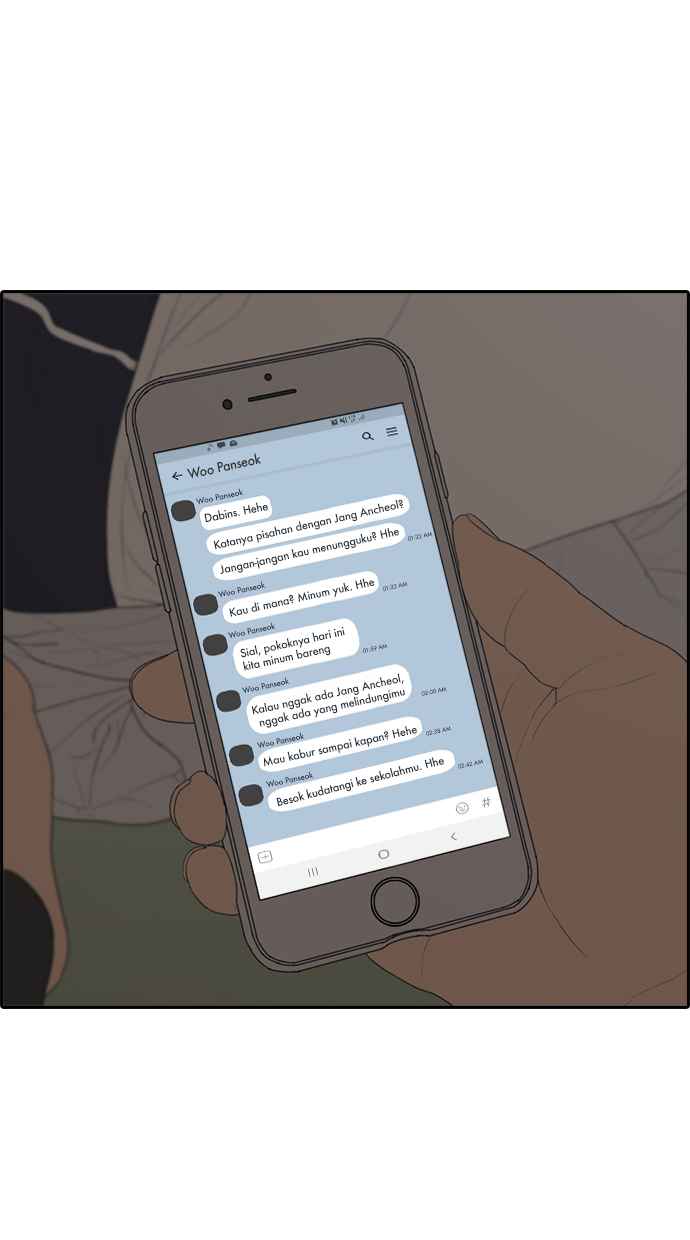 Woo Panseok
Woo Panseok
Dabins. Hehe
Katanya pisahan dengan Jang Ancheol?
Jangan-jangan kau menungguku? Hhe
01:32 AM
Woo Panseok
Kau di mana? Minum yuk. Hhe
01:33 AM
Woo Panseok
Sial, pokoknya hari ini
kita minum bareng
01:59 AM
Woo Panseok
Kalau nggak ada Jang Ancheol,
nggak ada yang melindungimu
02:00 AM
Woo Panseok
Mau kabur sampai kapan? Hehe
02:28 AM
Woo Panseok
Besok kudatangi ke sekolahmu. Hhe
02:42 AM
#